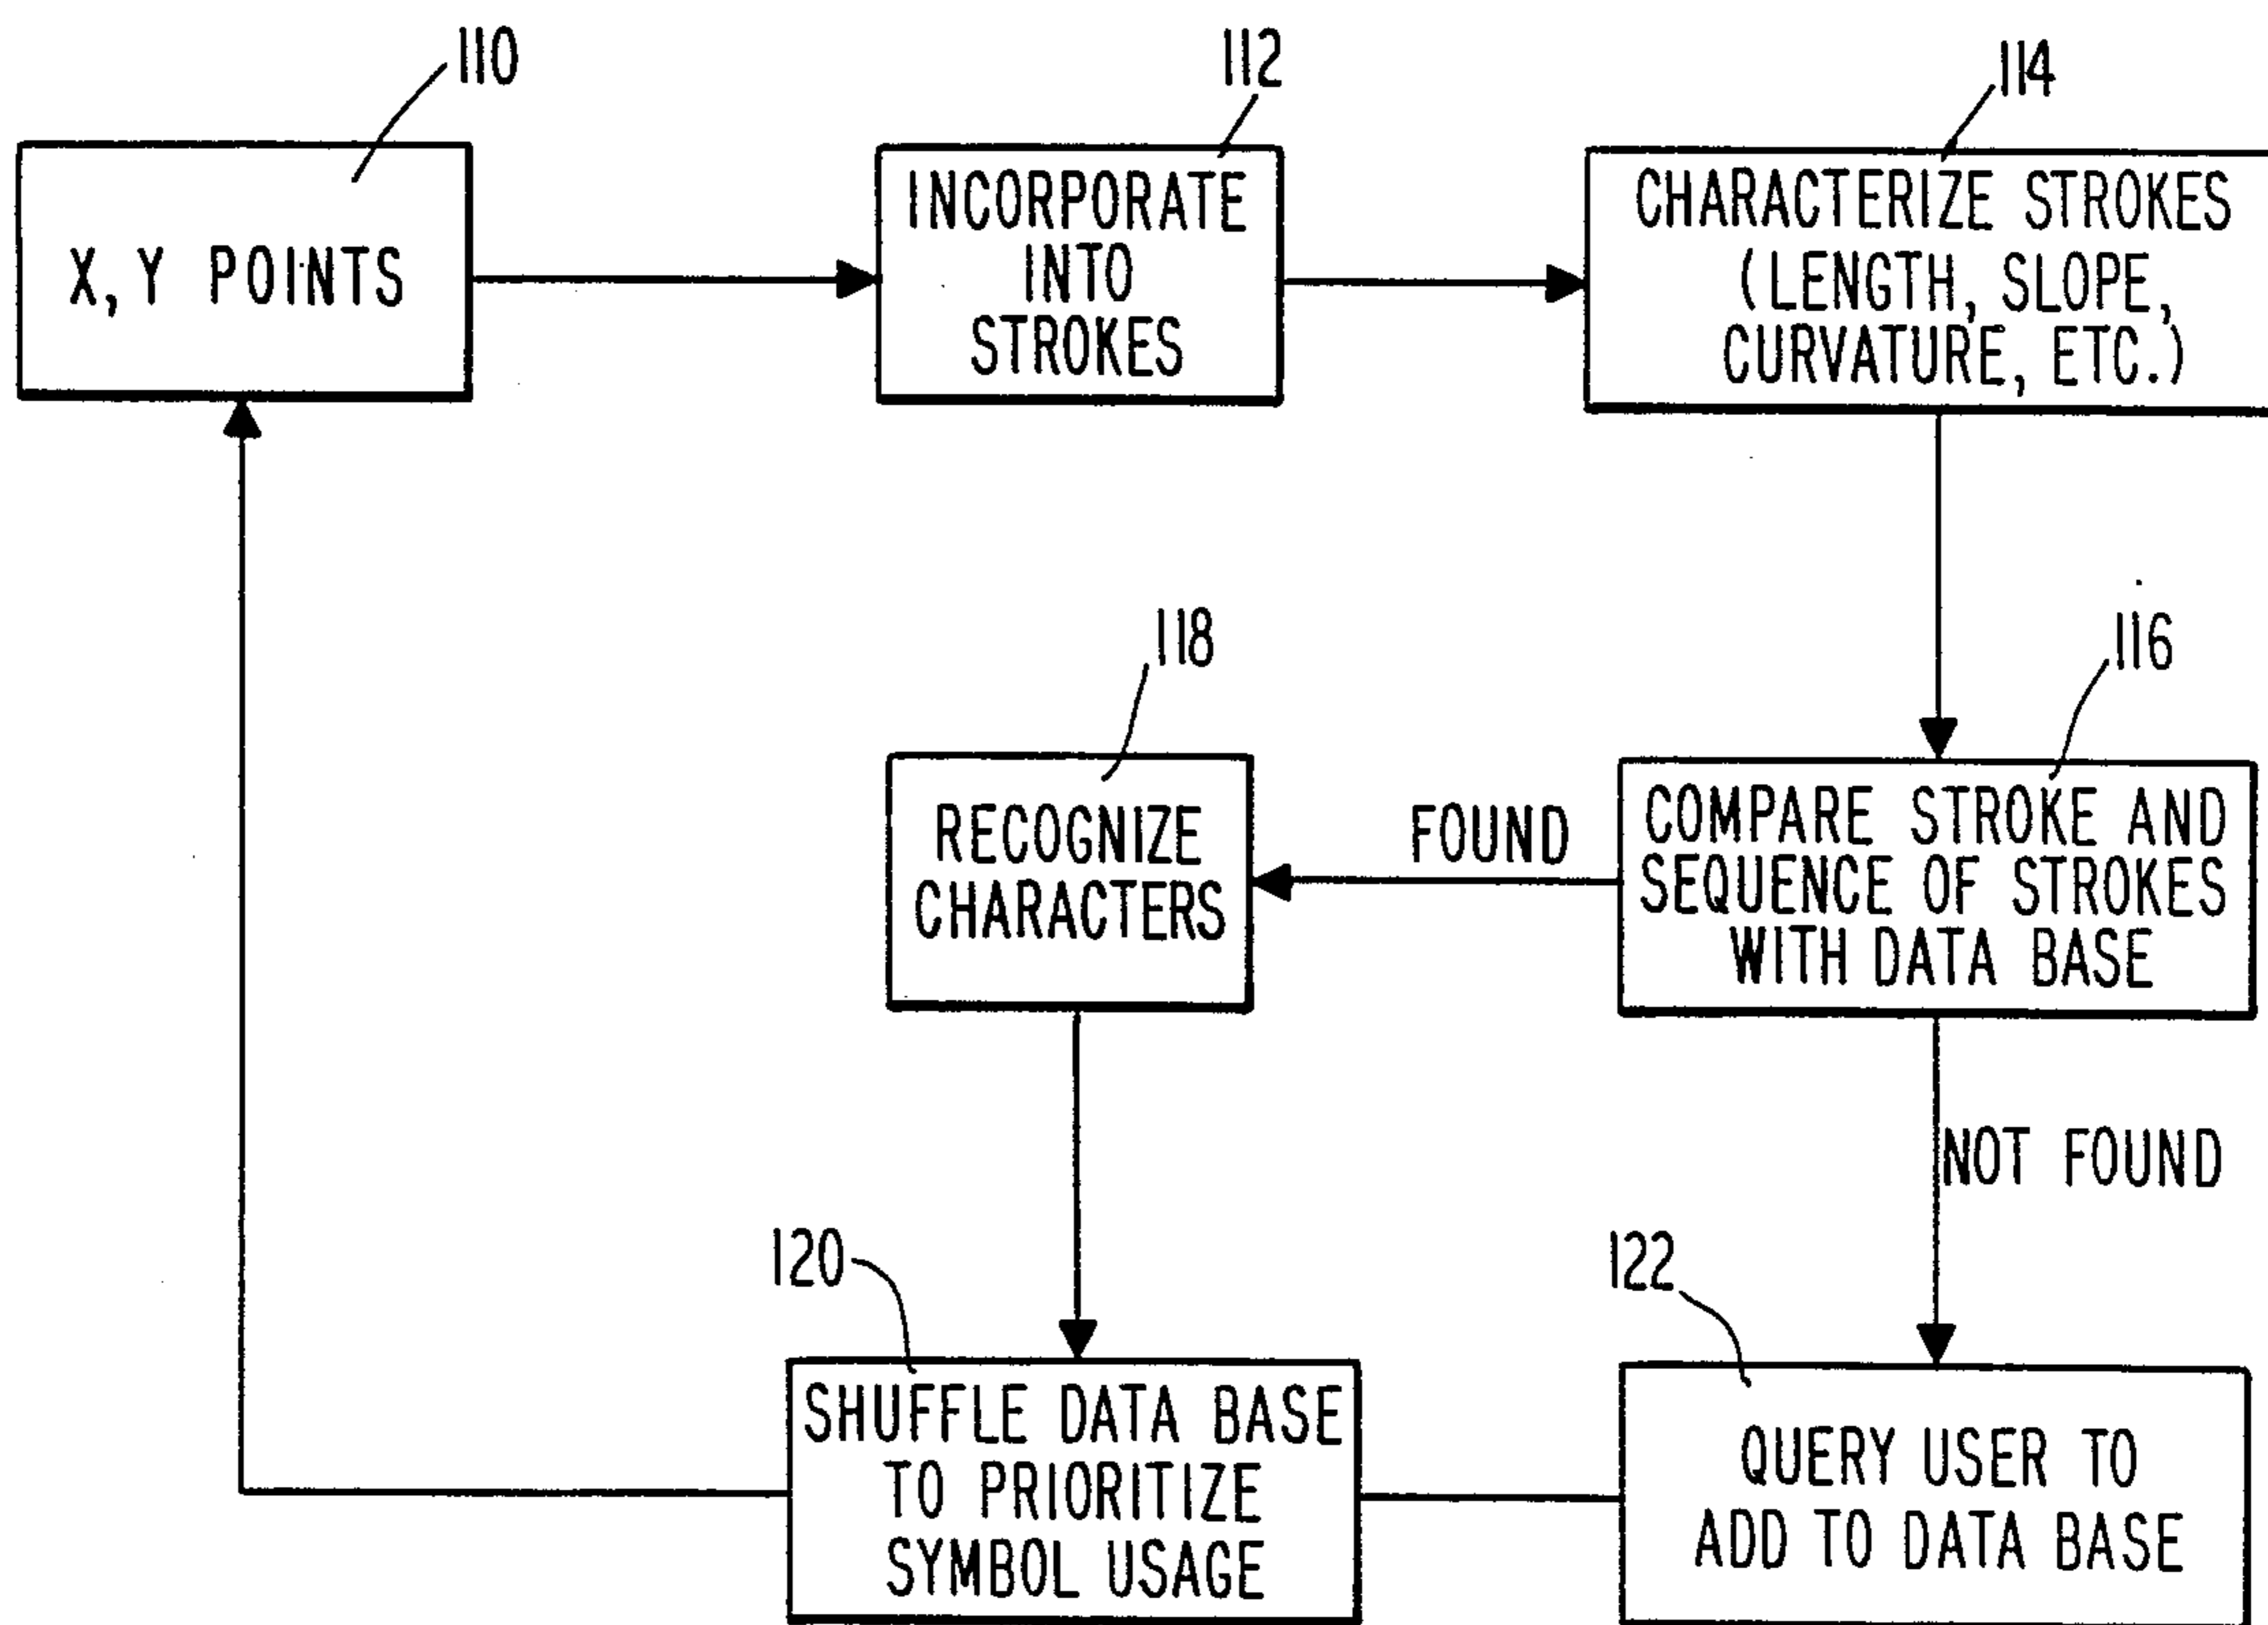 110
X, Y POINTS
112
INCORPORATE
INTO
STROKES
114
CHARACTERIZE STROKES
(LENGTH, SLOPE,
CURVATURE, ETC.)
116
COMPARE STROKE AND
SEQUENCE OF STROKES
WITH DATA BASE
FOUND
118
RECOGNIZE
CHARACTERS
NOT FOUND
120
SHUFFLE DATA BASE
TO PRIORITIZE
SYMBOL USAGE
122
QUERY USER TO
ADD TO DATA BASE